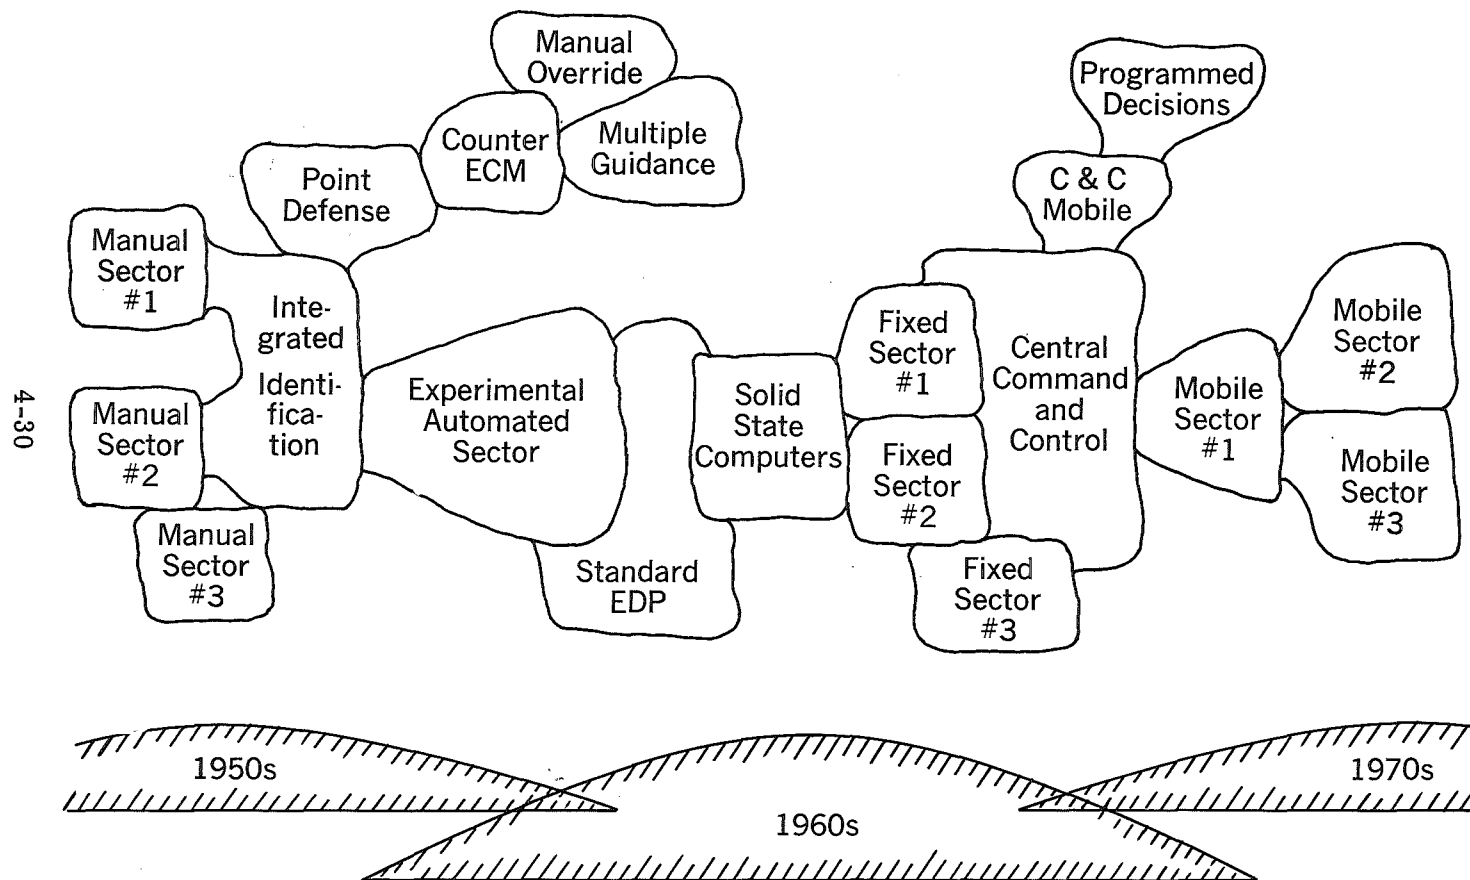 Manual
Override
Programmed
Decisions
Counter
ECM
Multiple
Guidance
Point
Defense
C & C
Mobile
Manual
Sector
#1
Inte-
grated
Identi-
fica-
tion
Manual
Sector
#2
Manual
Sector
#3
Experimental
Automated
Sector
Standard
EDP
Solid
State
Computers
Fixed
Sector
#1
Fixed
Sector
#2
Fixed
Sector
#3
Central
Command
and
Control
Mobile
Sector
#1
Mobile
Sector
#2
Mobile
Sector
#3
4-30
1950s
1960s
1970s